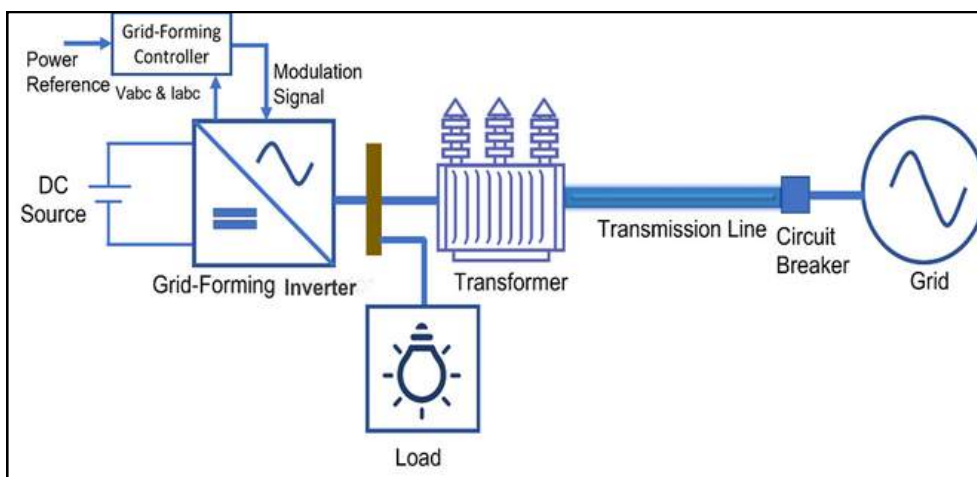 Grid-Forming
Controller
Power
Reference
Vabc & Iabc
Modulation
Signal
DC
Source
Grid-Forming Inverter
Transformer
Transmission Line
Circuit
Breaker
Grid
Load